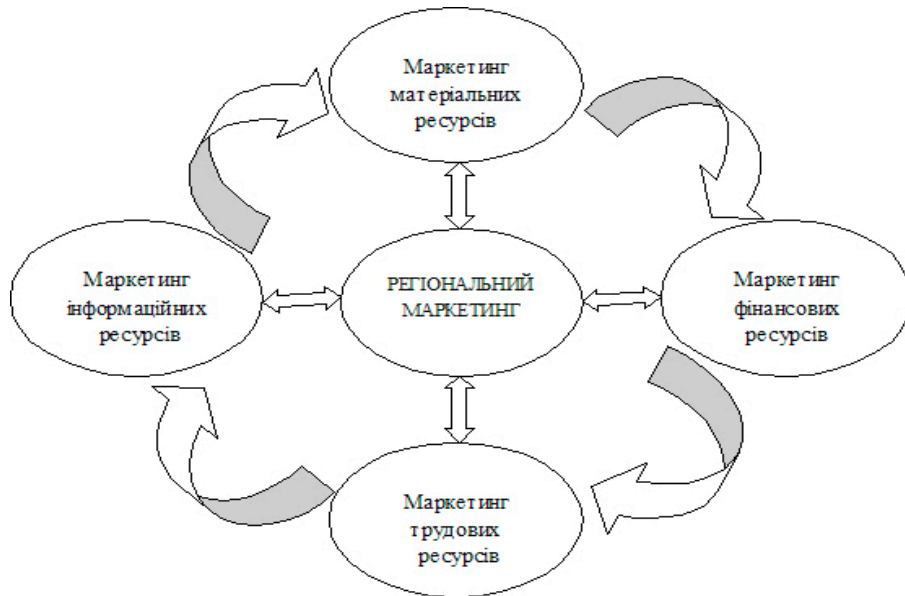 Маркетинг
матеріальних
ресурсів
Маркетинг
інформаційних
ресурсів
РЕГІОНАЛЬНИЙ
МАРКЕТИНГ
Маркетинг
фінансових
ресурсів
Маркетинг
трудових
ресурсів